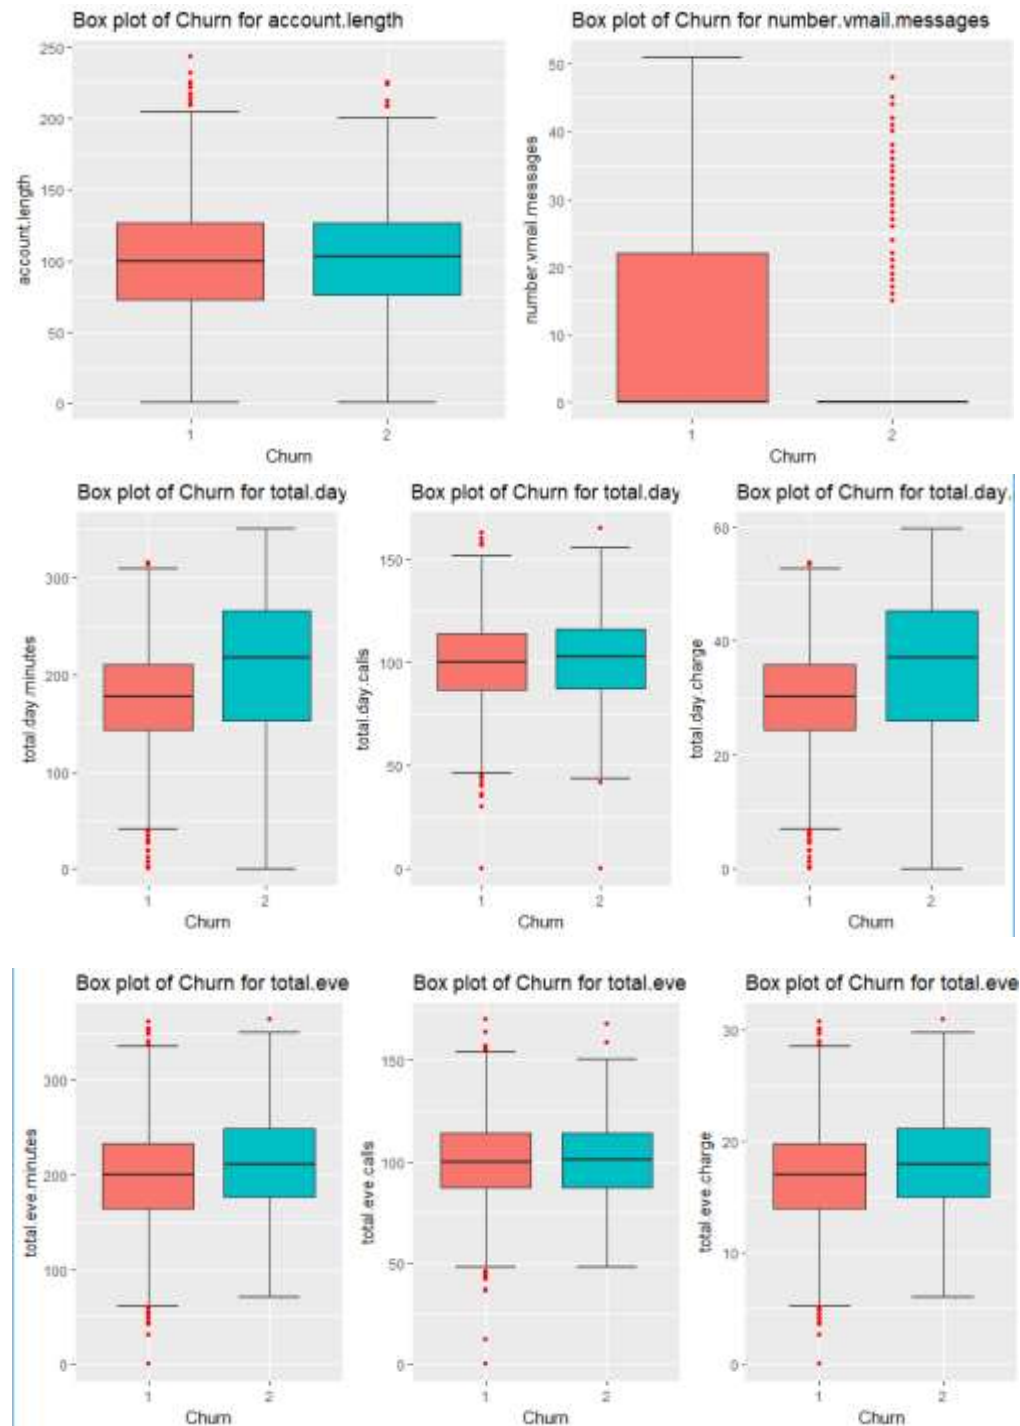 Box plot of Churn for account.length
250
200
150
100
50
0
account.length
1 2
Churn
Box plot of Churn for number.vmail.messages
50
40
30
20
10
0
number.vmail.messages
1 2
Churn
Box plot of Churn for total.day
300
200
100
0
total.day.minutes
1 2
Churn
Box plot of Churn for total.day
150
100
50
0
total.day.calls
1 2
Churn
Box plot of Churn for total.day.
60
40
20
0
total.day.charge
1 2
Churn
Box plot of Churn for total.eve
300
200
100
0
total.eve.minutes
1 2
Churn
Box plot of Churn for total.eve
150
100
50
0
total.eve.calls
1 2
Churn
Box plot of Churn for total.eve
30
20
10
0
total.eve.charge
1 2
Churn